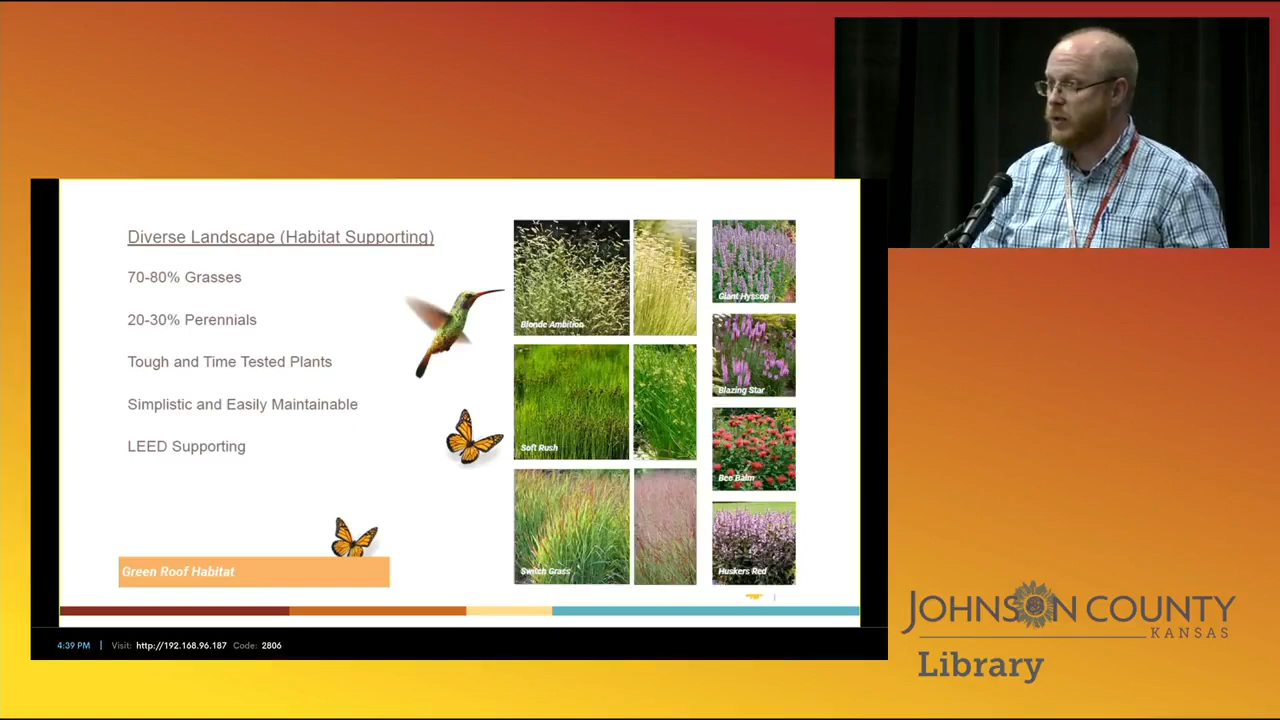 Diverse Landscape (Habitat Supporting)
70-80% Grasses
20-30% Perennials
Tough and Time Tested Plants
Simplistic and Easily Maintainable
LEED Supporting
Green Roof Habitat
Blonde Ambition
Soft Rush
Switch Grass
Giant Hyssop
Blazing Star
Bee Balm
Huskers Red
4:39 PM | Visit: http://192.168.96.187 Code: 2806
JOHNSON COUNTY
KANSAS
Library